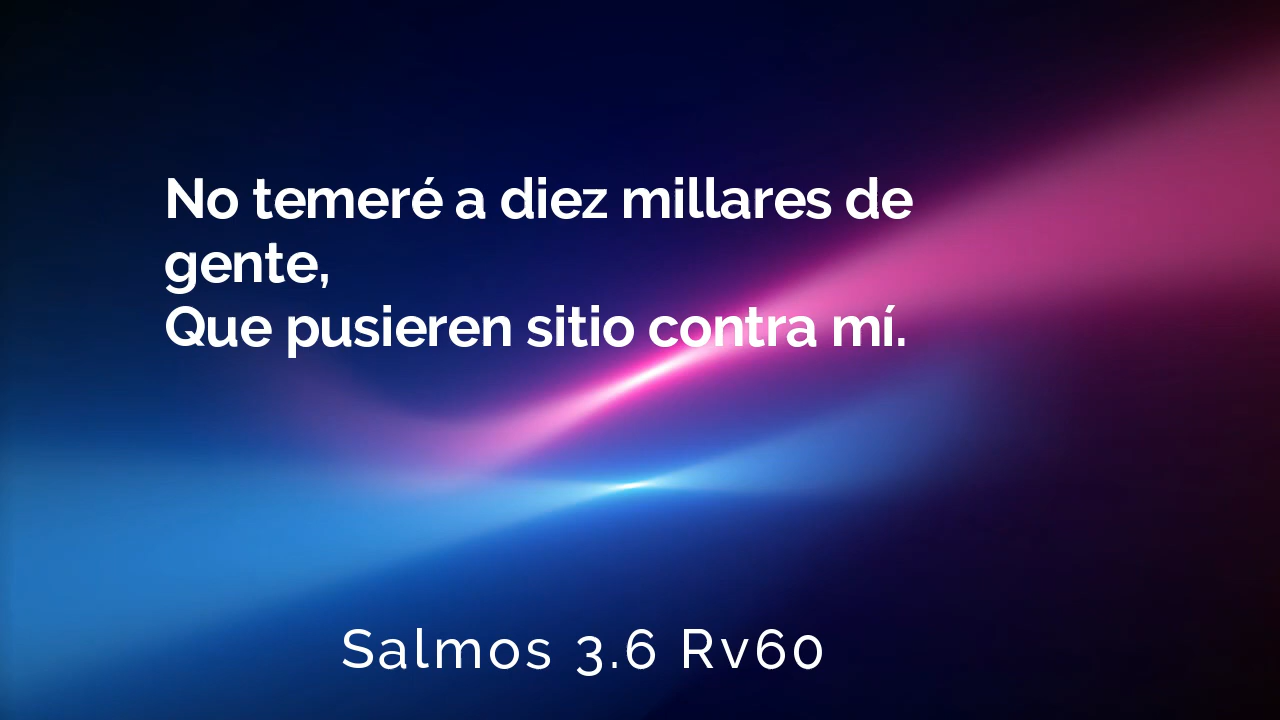 No temeré a diez millares de
gente,
Que pusieren sitio contra mí.
Salmos 3.6 Rv60